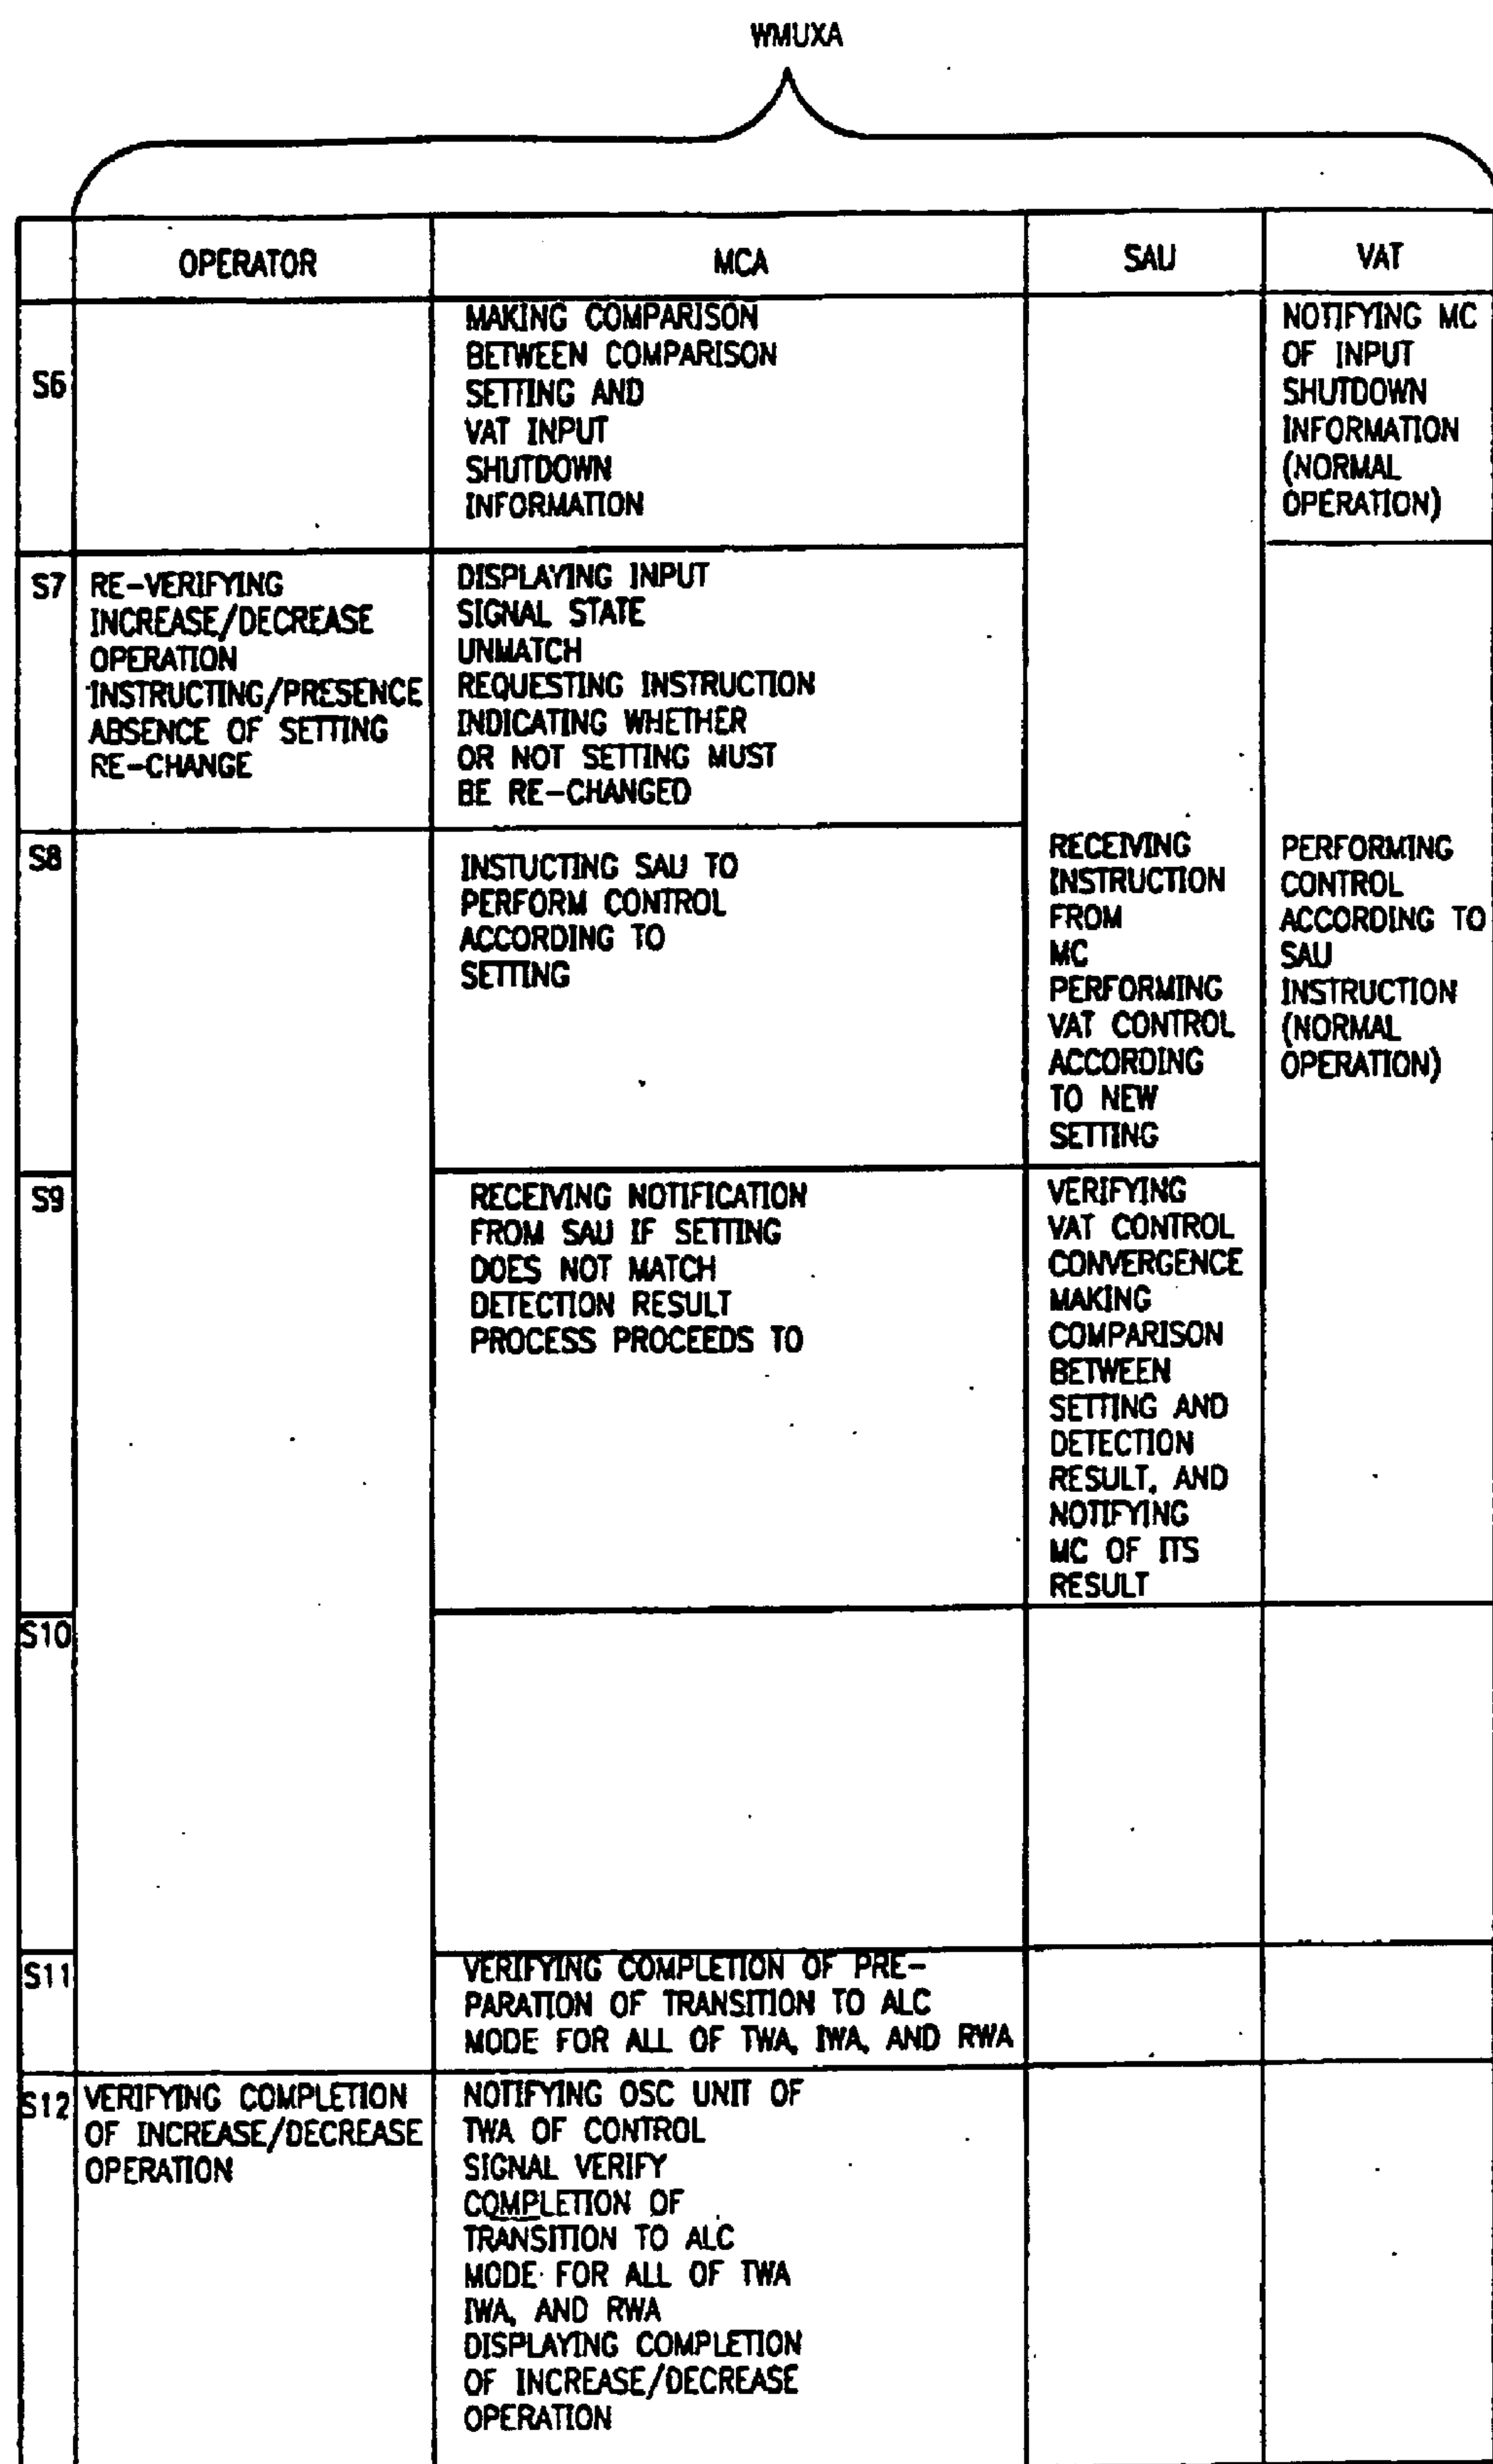 WMUXA
OPERATOR
MCA
SAU
VAT
S6
MAKING COMPARISON
BETWEEN COMPARISON
SETTING AND
VAT INPUT
SHUTDOWN
INFORMATION
NOTIFYING MC
OF INPUT
SHUTDOWN
INFORMATION
(NORMAL
OPERATION)
S7
RE-VERIFYING
INCREASE/DECREASE
OPERATION
INSTRUCTING/PRESENCE
ABSENCE OF SETTING
RE-CHANGE
DISPLAYING INPUT
SIGNAL STATE
UNMATCH
REQUESTING INSTRUCTION
INDICATING WHETHER
OR NOT SETTING MUST
BE RE-CHANGED
S8
INSTUCTING SAU TO
PERFORM CONTROL
ACCORDING TO
SETTING
RECEIVING
INSTRUCTION
FROM
MC
PERFORMING
VAT CONTROL
ACCORDING
TO NEW
SETTING
PERFORMING
CONTROL
ACCORDING TO
SAU
INSTRUCTION
(NORMAL
OPERATION)
S9
RECEIVING NOTIFICATION
FROM SAU IF SETTING
DOES NOT MATCH
DETECTION RESULT
PROCESS PROCEEDS TO
VERIFYING
VAT CONTROL
CONVERGENCE
MAKING
COMPARISON
BETWEEN
SETTING AND
DETECTION
RESULT, AND
NOTIFYING
MC OF ITS
RESULT
S10
S11
VERIFYING COMPLETION OF PRE-
PARATION OF TRANSITION TO ALC
MODE FOR ALL OF TWA, IWA, AND RWA
S12
VERIFYING COMPLETION
OF INCREASE/DECREASE
OPERATION
NOTIFYING OSC UNIT OF
TWA OF CONTROL
SIGNAL VERIFY
COMPLETION OF
TRANSITION TO ALC
MODE FOR ALL OF TWA
IWA, AND RWA
DISPLAYING COMPLETION
OF INCREASE/DECREASE
OPERATION